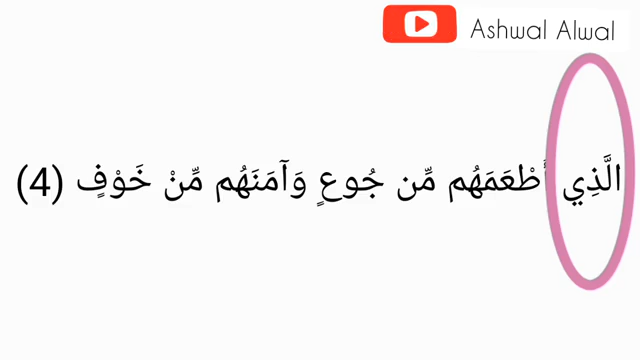 Ashwal Alwal
الَّذِي أَطْعَمَهُم مِّن جُوعٍ وَآمَنَهُم مِّنْ خَوْفٍ (4)